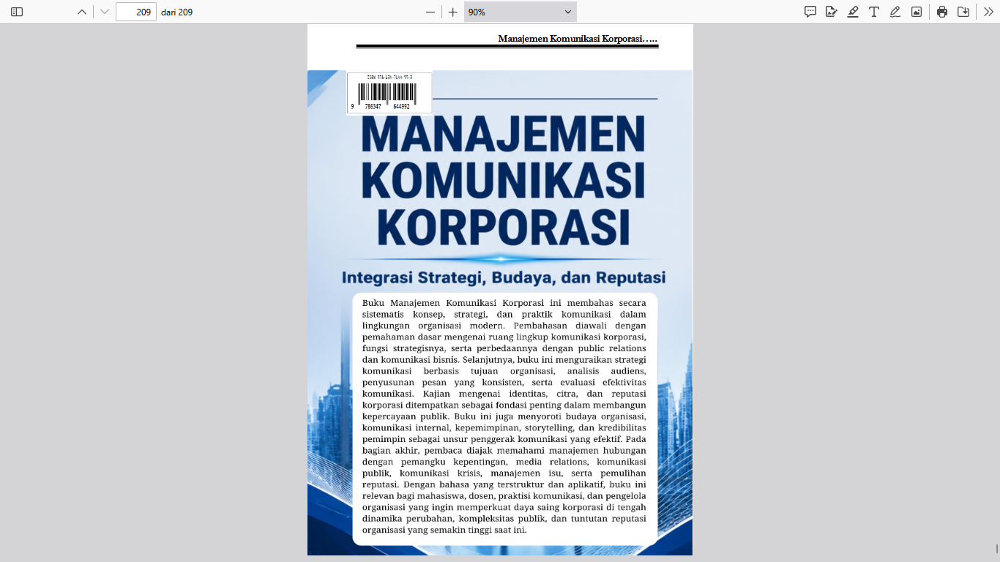 209 dari 209
90%
Manajemen Komunikasi Korporasi…..
ISBN 978-634-7644-99-2
9 786347 644992
MANAJEMEN
KOMUNIKASI
KORPORASI
Integrasi Strategi, Budaya, dan Reputasi
Buku Manajemen Komunikasi Korporasi ini membahas secara
sistematis konsep, strategi, dan praktik komunikasi dalam
lingkungan organisasi modern. Pembahasan diawali dengan
pemahaman dasar mengenai ruang lingkup komunikasi korporasi,
fungsi strategisnya, serta perbedaannya dengan public relations
dan komunikasi bisnis. Selanjutnya, buku ini menguraikan strategi
komunikasi berbasis tujuan organisasi, analisis audiens,
penyusunan pesan yang konsisten, serta evaluasi efektivitas
komunikasi. Kajian mengenai identitas, citra, dan reputasi
korporasi ditempatkan sebagai fondasi penting dalam membangun
kepercayaan publik. Buku ini juga menyoroti budaya organisasi,
komunikasi internal, kepemimpinan, storytelling, dan kredibilitas
pemimpin sebagai unsur penggerak komunikasi yang efektif. Pada
bagian akhir, pembaca diajak memahami manajemen hubungan
dengan pemangku kepentingan, media relations, komunikasi
publik, komunikasi krisis, manajemen isu, serta pemulihan
reputasi. Dengan bahasa yang terstruktur dan aplikatif, buku ini
relevan bagi mahasiswa, dosen, praktisi komunikasi, dan pengelola
organisasi yang ingin memperkuat daya saing korporasi di tengah
dinamika perubahan, kompleksitas publik, dan tuntutan reputasi
organisasi yang semakin tinggi saat ini.